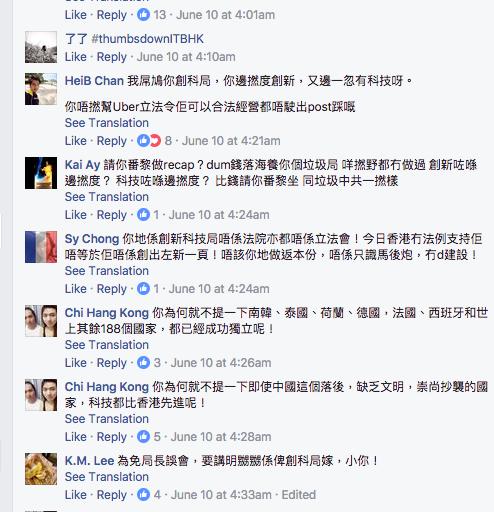 See Translation
Like · Reply · 13 · June 10 at 4:01am
了了 #thumbsdownITBHK
Like · Reply · June 10 at 4:10am
HeiB Chan 我屌鳩你創科局，你邊撚度創新，又邊一忽有科技呀。
你唔撚幫Uber立法令佢可以合法經營都唔駛出post踩嘅
See Translation
Like · Reply · 8 · June 10 at 4:21am
Kai Ay 請你番黎做recap？dum錢落海養你個垃圾局 咩撚野都冇做過 創新咗喺
邊撚度？ 科技咗喺邊撚度？ 比錢請你番黎坐 同垃圾中共一撚樣
See Translation
Like · Reply · 1 · June 10 at 4:24am
Sy Chong 你地係創新科技局唔係法院亦都唔係立法會！今日香港冇法例支持佢
唔等於佢唔係創出左新一頁！唔該你地做返本份，唔係只識馬後炮，冇d建設！
See Translation
Like · Reply · 1 · June 10 at 4:24am
Chi Hang Kong 你為何就不提一下南韓、泰國、荷蘭、德國，法國、西班牙和世
上其餘188個國家，都已經成功獨立呢！
See Translation
Like · Reply · 3 · June 10 at 4:26am
Chi Hang Kong 你為何就不提一下即使中國這個落後，缺乏文明，崇尚抄襲的國
家，科技都比香港先進呢！
See Translation
Like · Reply · 5 · June 10 at 4:28am
K.M. Lee 為免局長誤會，要講明嬲嬲係俾創科局嫁，小你！
See Translation
Like · Reply · 4 · June 10 at 4:33am · Edited